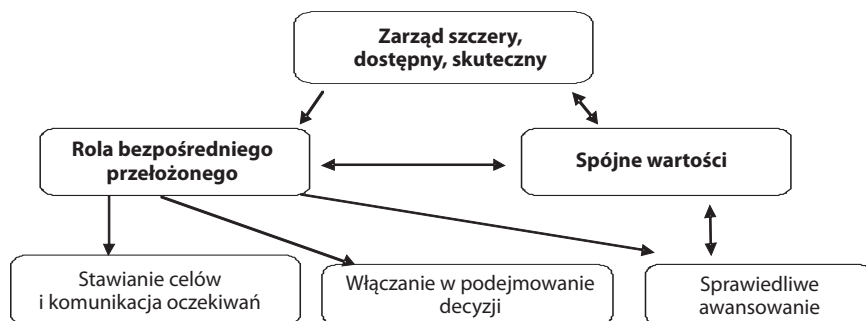 Zarząd szczery,
dostępny, skuteczny
Rola bezpośredniego
przełożonego
Spójne wartości
Stawianie celów
i komunikacja oczekiwań
Włączanie w podejmowanie
decyzji
Sprawiedliwe
awansowanie